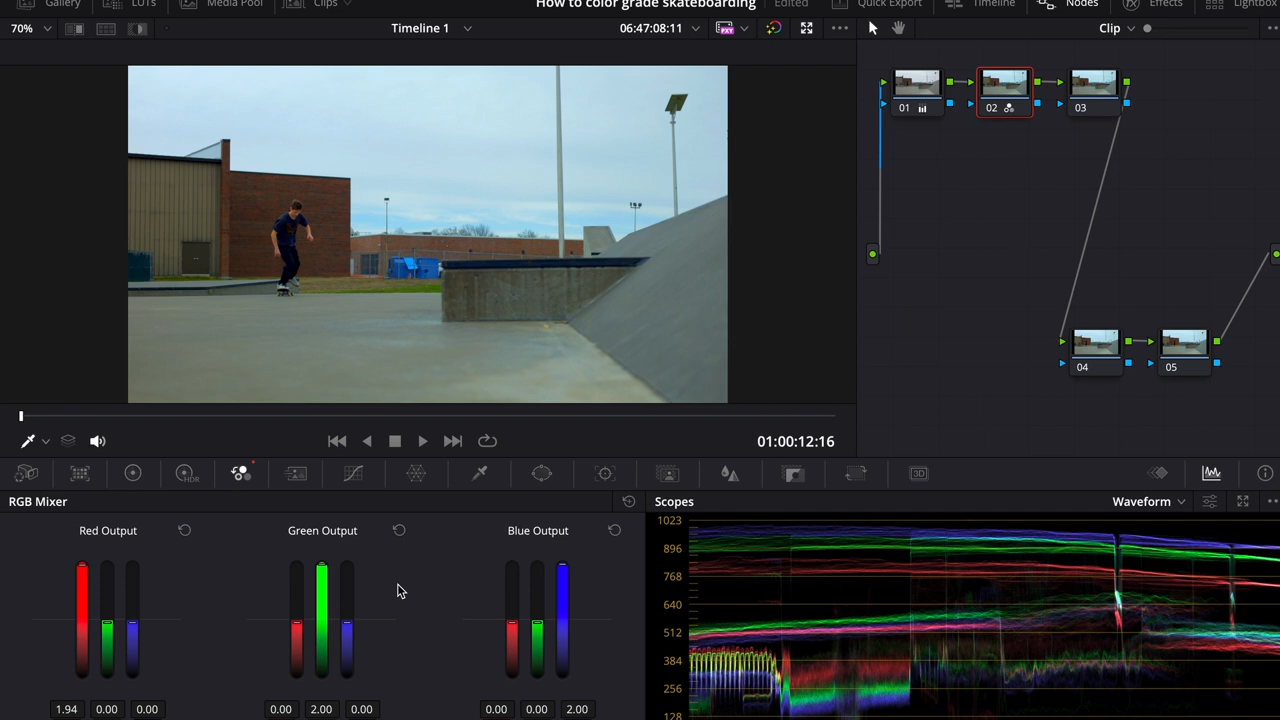 Gallery LUTs Media Pool Clips How to color grade skateboarding Edited Quick Export Timeline Nodes Effects Lightbox
70% Timeline 1 06:47:08:11 PXY Clip
01 02 03
04 05
01:00:12:16
HDR 3D
RGB Mixer Scopes Waveform
Red Output Green Output Blue Output
1023
896
768
640
512
384
256
128
1.94 0.00 0.00 0.00 2.00 0.00 0.00 0.00 2.00